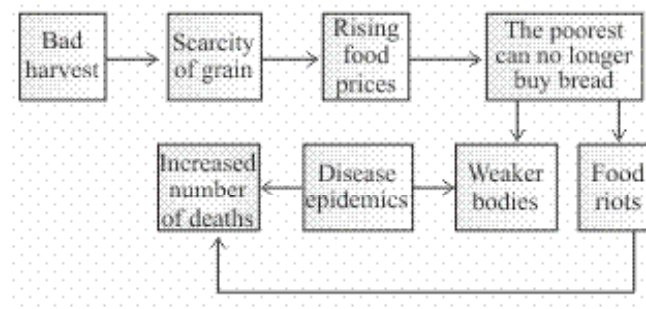 Bad
harvest
Scarcity
of grain
Rising
food
prices
The poorest
can no longer
buy bread
Increased
number
of deaths
Disease
epidemics
Weaker
bodies
Food
riots